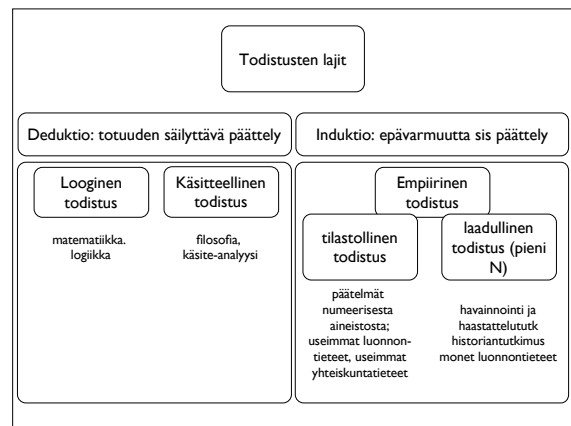 Todistusten lajit
Deduktio: totuuden säilyttävä päättely
Induktio: epävarmuutta sis päättely
Looginen
todistus
Käsitteellinen
todistus
matematiikka.
logiikka
filosofia,
käsite-analyysi
Empiirinen
todistus
tilastollinen
todistus
laadullinen
todistus (pieni
N)
päätelmät
numeerisesta
aineistosta;
useimmat luonnon-
tieteet, useimmat
yhteiskuntatieteet
havainnointi ja
haastattelututk
historiantutkimus
monet luonnontieteet